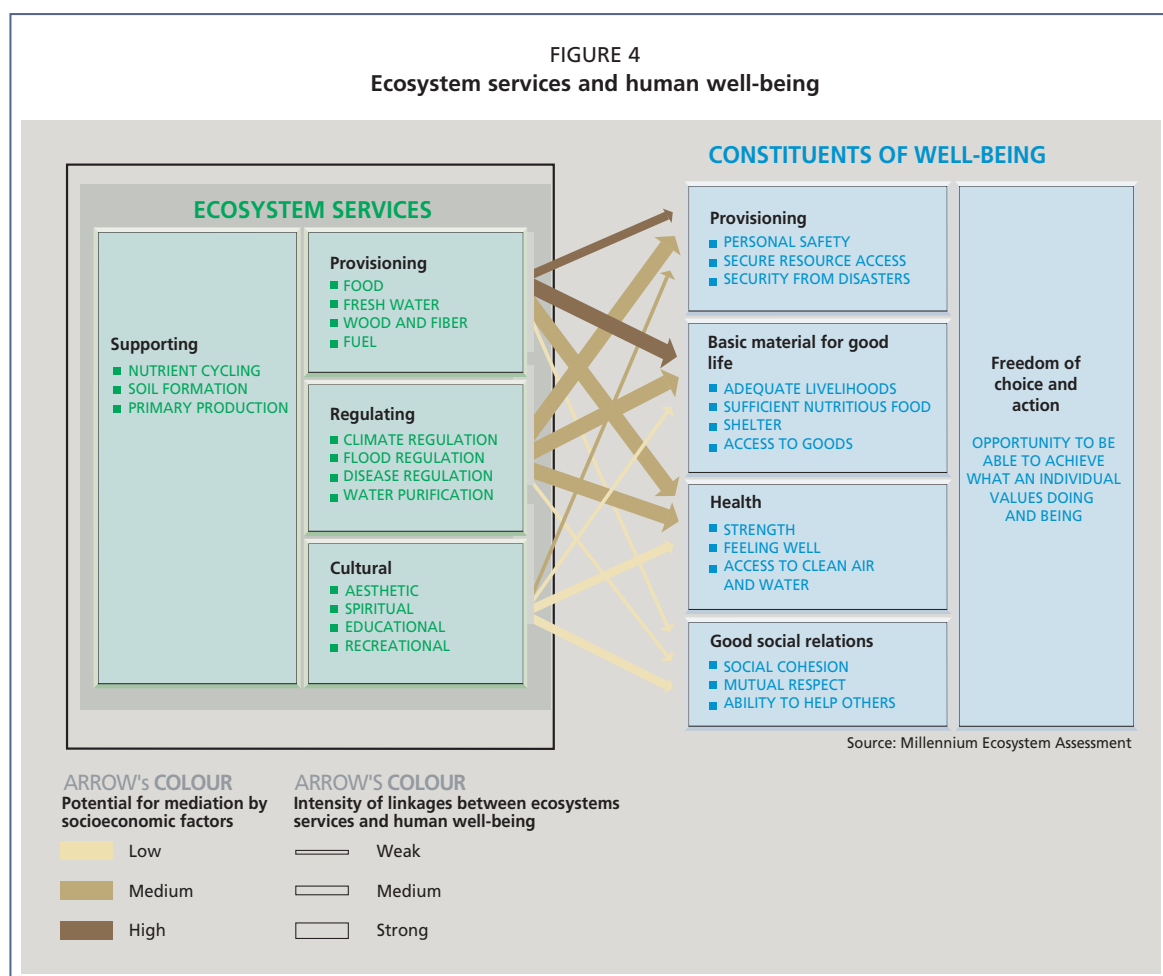 FIGURE 4
Ecosystem services and human well-being
CONSTITUENTS OF WELL-BEING
ECOSYSTEM SERVICES
Supporting
NUTRIENT CYCLING
SOIL FORMATION
PRIMARY PRODUCTION
Provisioning
FOOD
FRESH WATER
WOOD AND FIBER
FUEL
Regulating
CLIMATE REGULATION
FLOOD REGULATION
DISEASE REGULATION
WATER PURIFICATION
Cultural
AESTHETIC
SPIRITUAL
EDUCATIONAL
RECREATIONAL
Provisioning
PERSONAL SAFETY
SECURE RESOURCE ACCESS
SECURITY FROM DISASTERS
Basic material for good
life
ADEQUATE LIVELIHOODS
SUFFICIENT NUTRITIOUS FOOD
SHELTER
ACCESS TO GOODS
Health
STRENGTH
FEELING WELL
ACCESS TO CLEAN AIR
AND WATER
Good social relations
SOCIAL COHESION
MUTUAL RESPECT
ABILITY TO HELP OTHERS
Freedom of
choice and
action
OPPORTUNITY TO BE
ABLE TO ACHIEVE
WHAT AN INDIVIDUAL
VALUES DOING
AND BEING
Source: Millennium Ecosystem Assessment
ARROW's COLOUR
Potential for mediation by
socioeconomic factors
Low
Medium
High
ARROW'S COLOUR
Intensity of linkages between ecosystems
services and human well-being
Weak
Medium
Strong